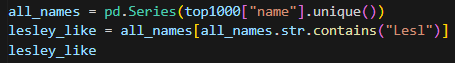 all_names = pd.Series(top1000["name"].unique())
lesley_like = all_names[all_names.str.contains("Lesl")]
lesley_like